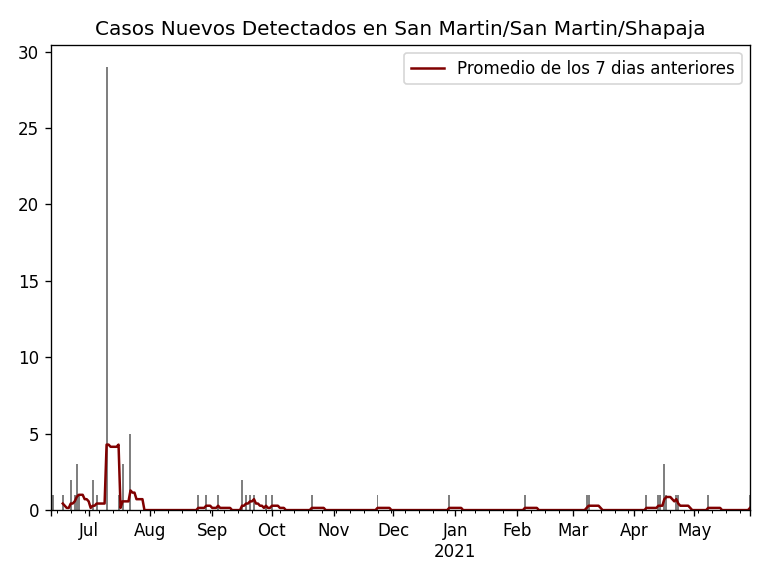 Casos Nuevos Detectados en San Martin/San Martin/Shapaja
Promedio de los 7 dias anteriores
30
25
20
15
10
5
0
Jul Aug Sep Oct Nov Dec Jan Feb Mar Apr May
2021